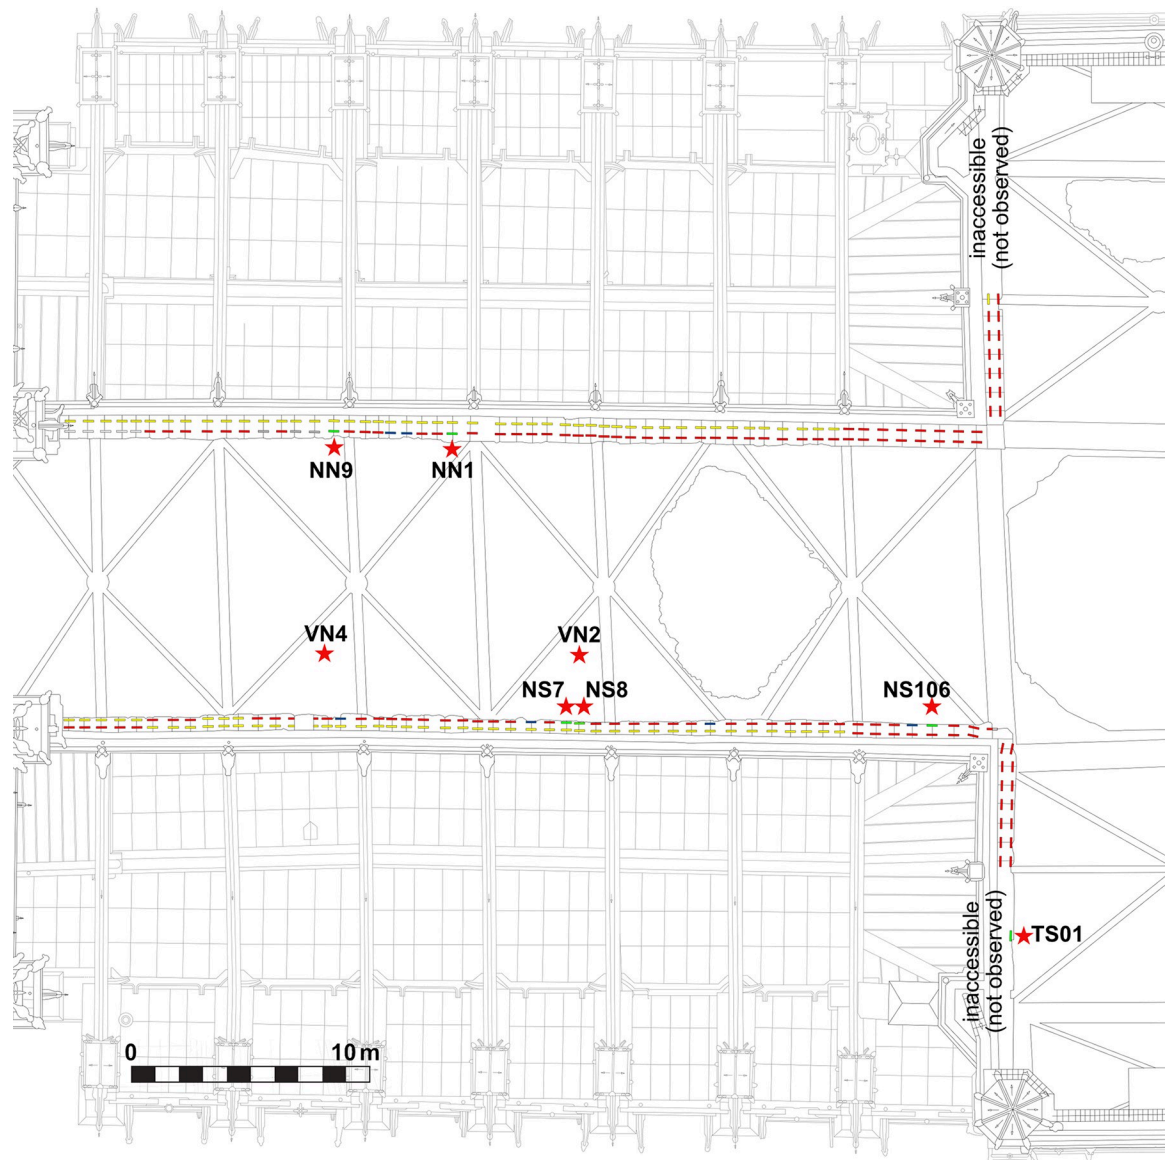 inaccessible
(not observed)
NN9
NN1
VN4
VN2
NS7
NS8
NS106
inaccessible
(not observed)
TS01
0
10 m